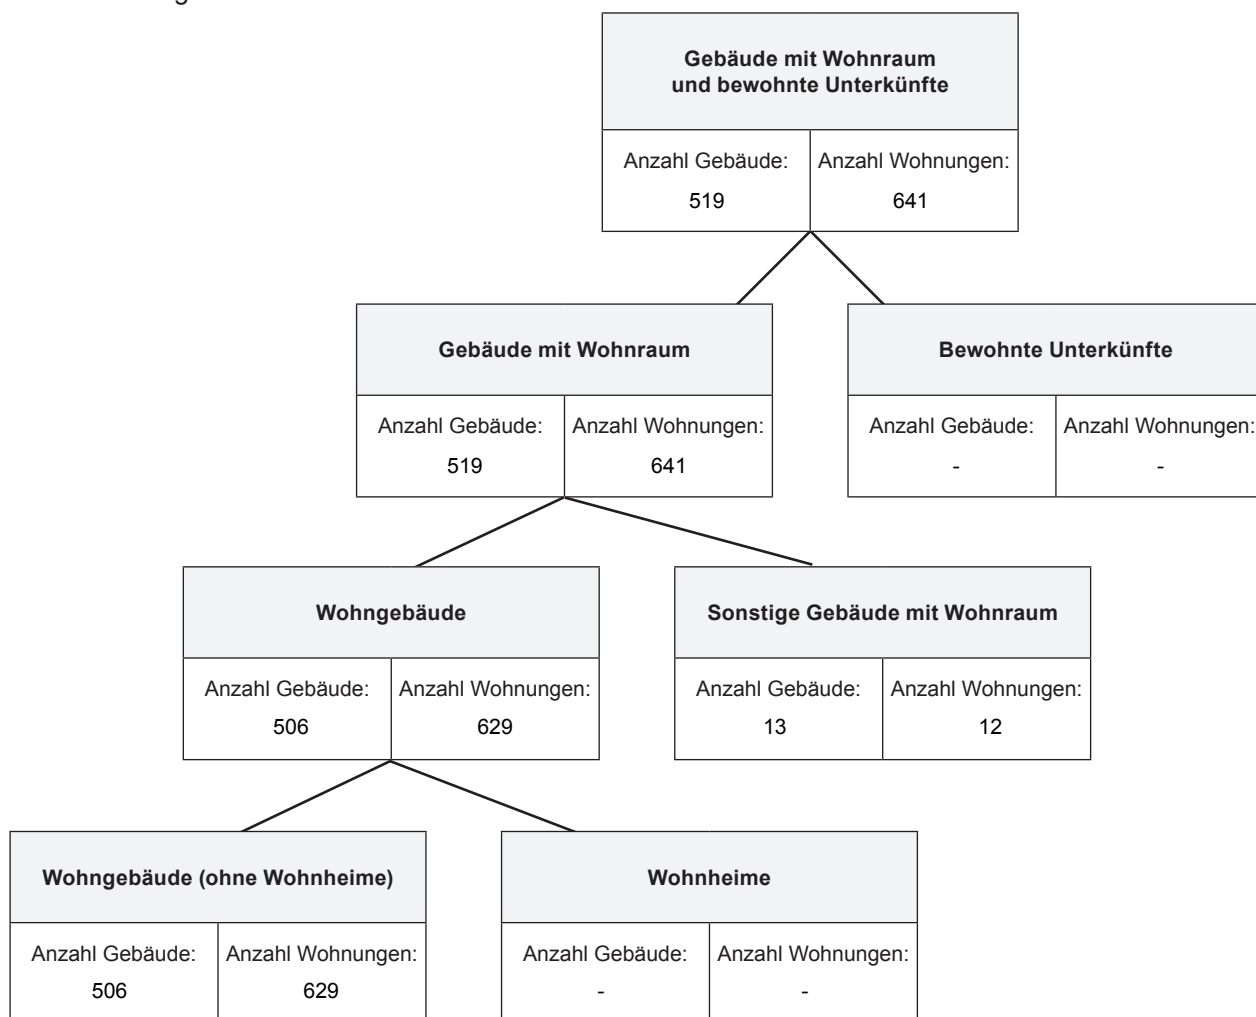 Gebäude mit Wohnraum
und bewohnte Unterkünfte
Anzahl Gebäude: Anzahl Wohnungen:
519 641
Gebäude mit Wohnraum
Bewohnte Unterkünfte
Anzahl Gebäude: Anzahl Wohnungen:
519 641
Anzahl Gebäude: Anzahl Wohnungen:
- -
Wohngebäude
Sonstige Gebäude mit Wohnraum
Anzahl Gebäude: Anzahl Wohnungen:
506 629
Anzahl Gebäude: Anzahl Wohnungen:
13 12
Wohngebäude (ohne Wohnheime)
Wohnheime
Anzahl Gebäude: Anzahl Wohnungen:
506 629
Anzahl Gebäude: Anzahl Wohnungen:
- -